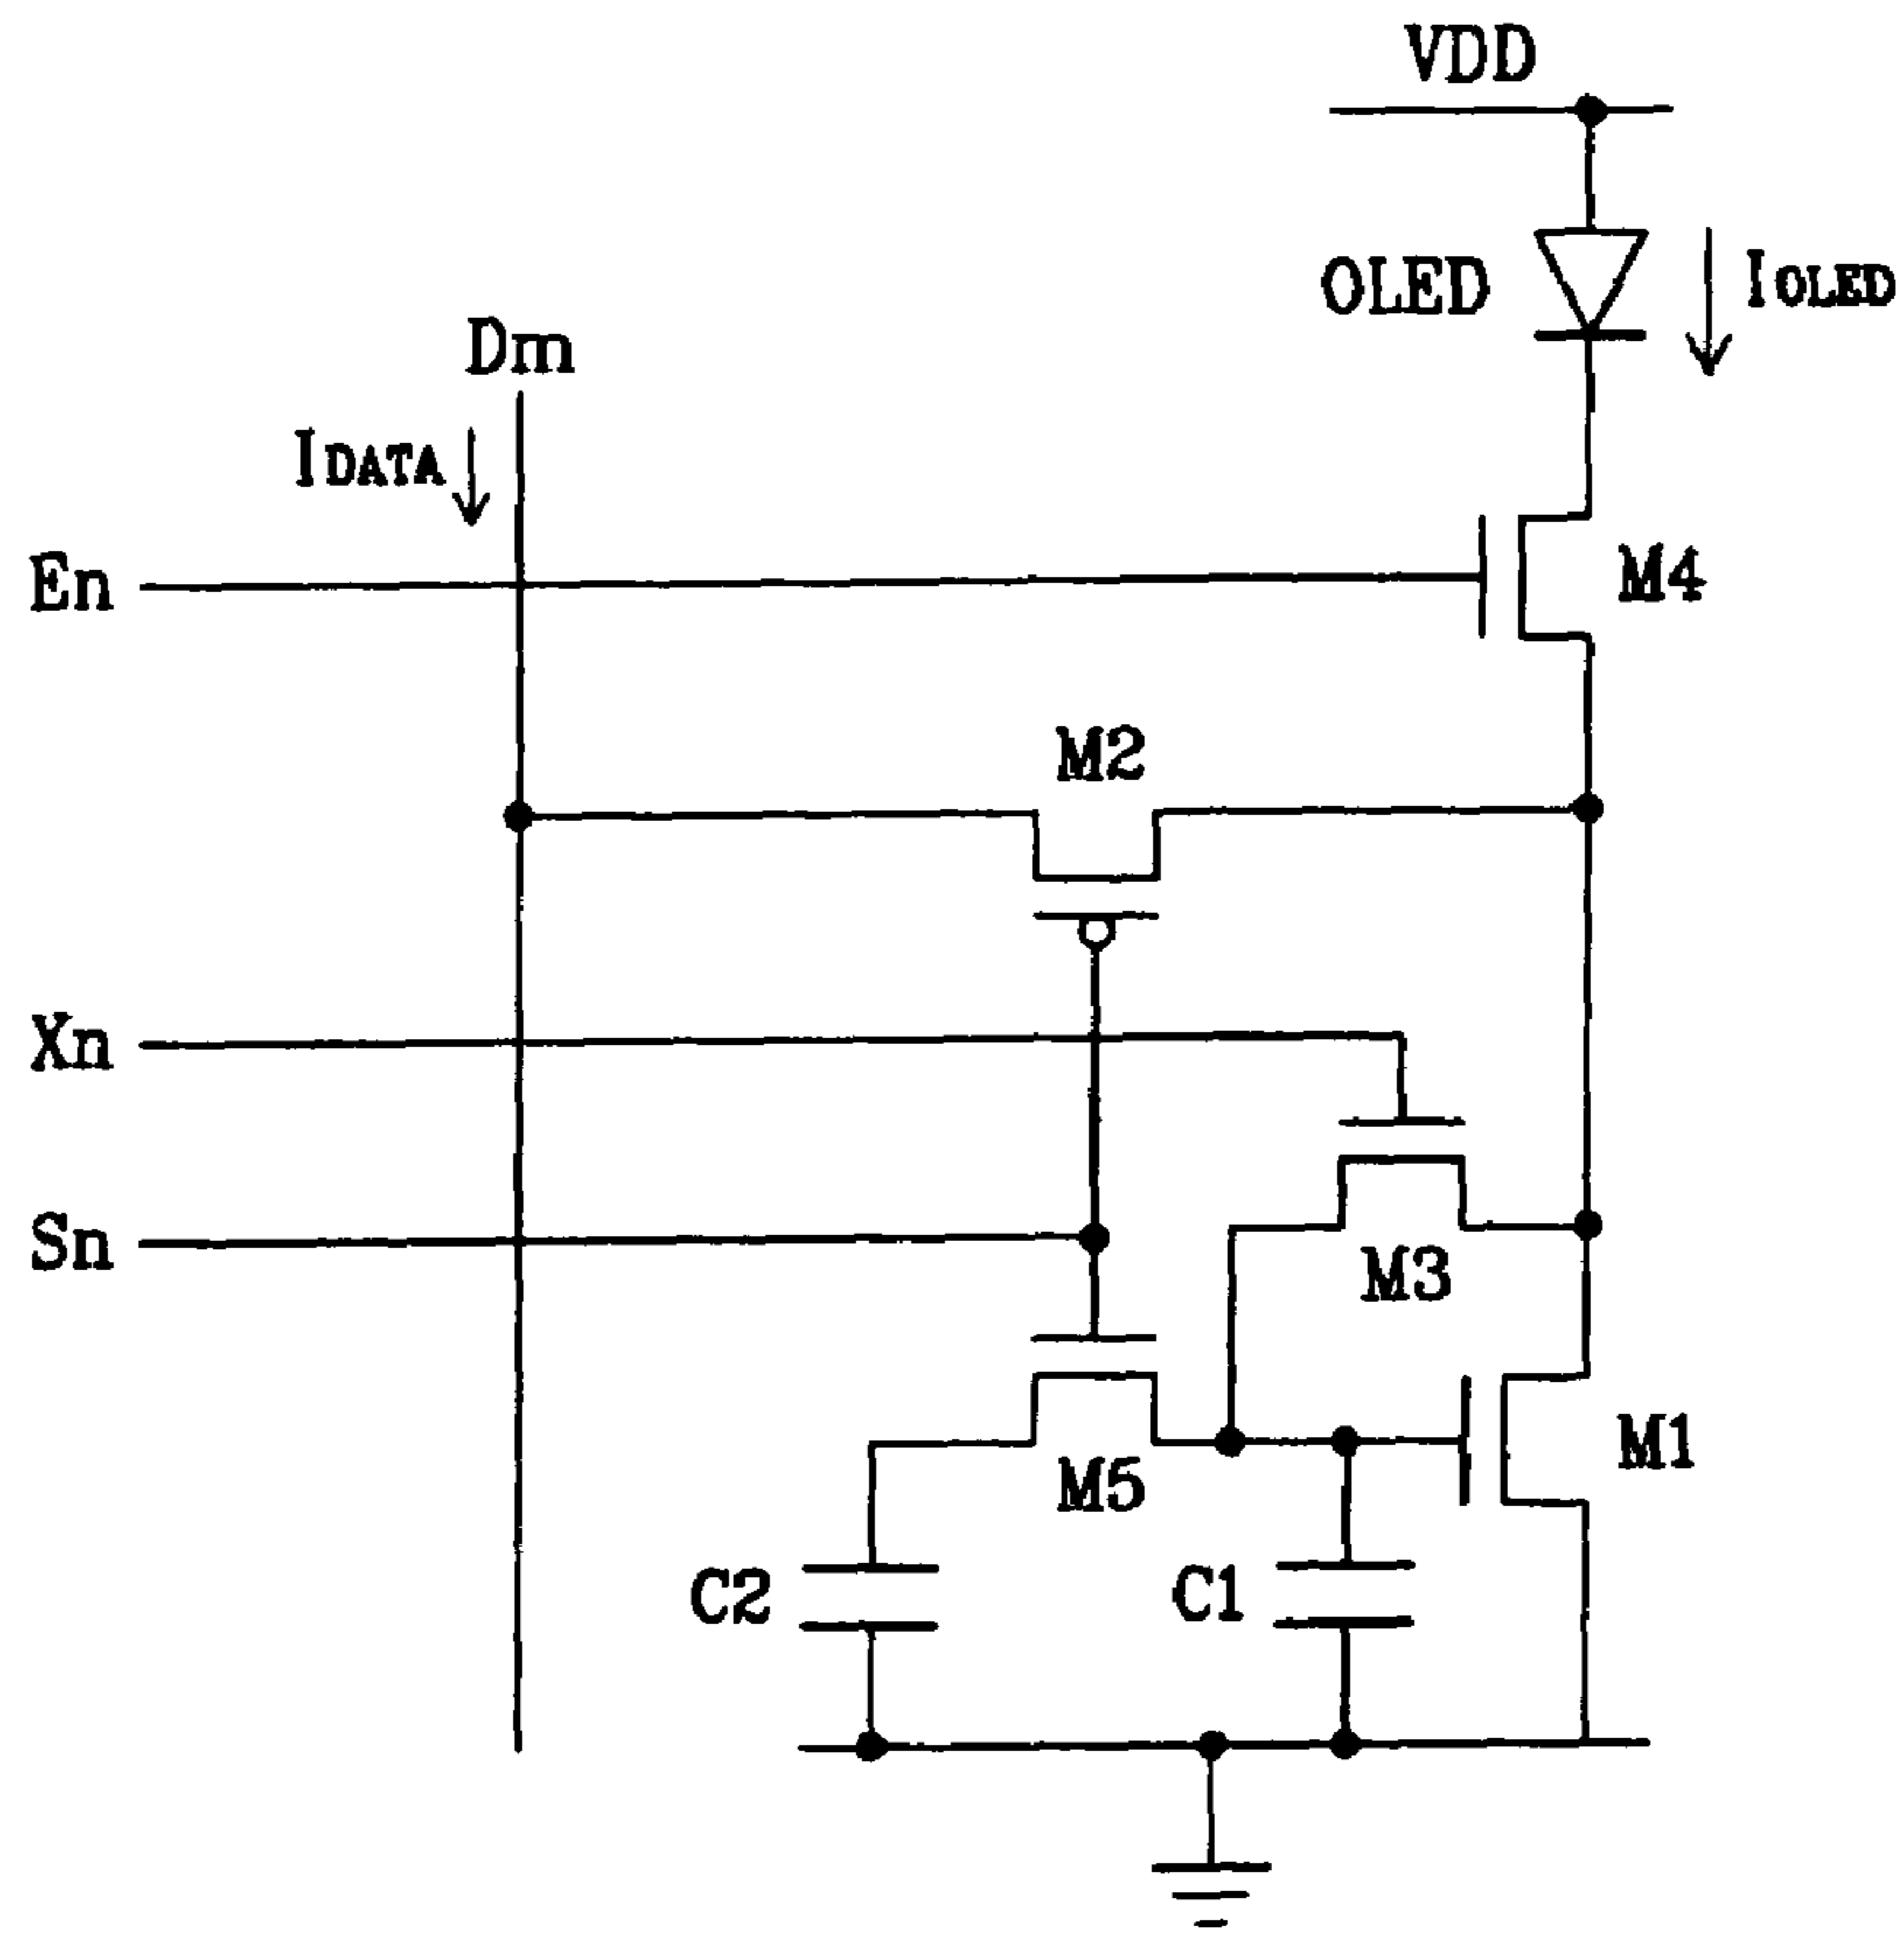 VDD
OLED
IOLED
Dm
IDATA
En
M4
M2
Xn
Sn
M3
M5
M1
C2
C1